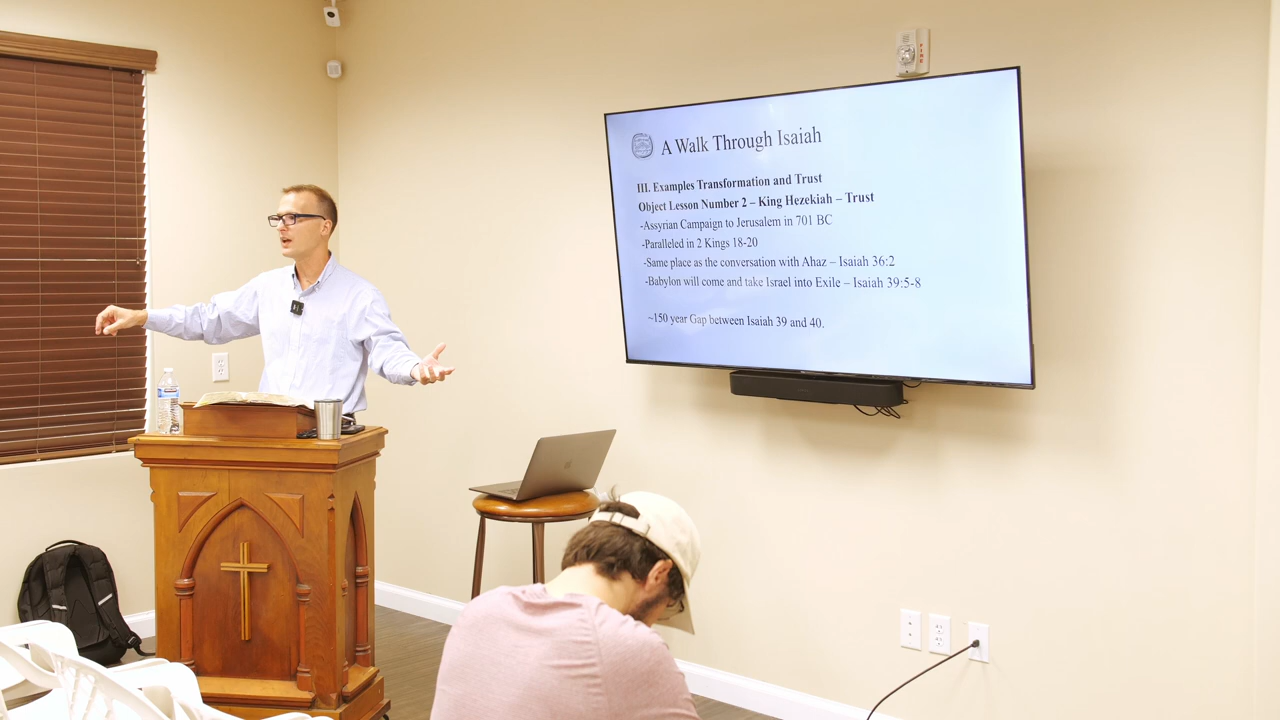 A Walk Through Isaiah
III. Examples Transformation and Trust
Object Lesson Number 2 – King Hezekiah – Trust
-Assyrian Campaign to Jerusalem in 701 BC
-Paralleled in 2 Kings 18-20
-Same place as the conversation with Ahaz – Isaiah 36:2
-Babylon will come and take Israel into Exile – Isaiah 39:5-8
~150 year Gap between Isaiah 39 and 40.
FIRE